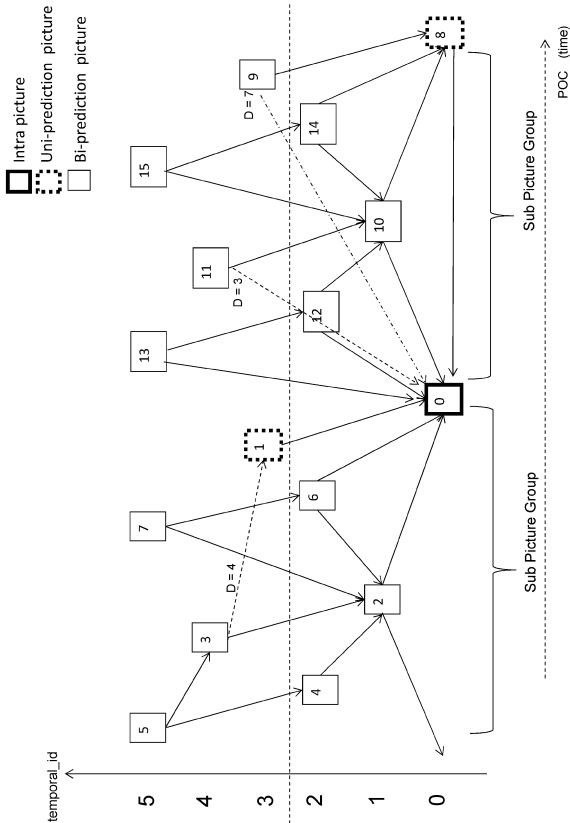 Intra picture
Uni-prediction picture
Bi-prediction picture
temporal_id
5
4
3
2
1
0
5
7
13
15
3
11
1
9
D = 4
D = 3
D = 7
4
6
12
14
2
10
0
8
Sub Picture Group
Sub Picture Group
POC (time)